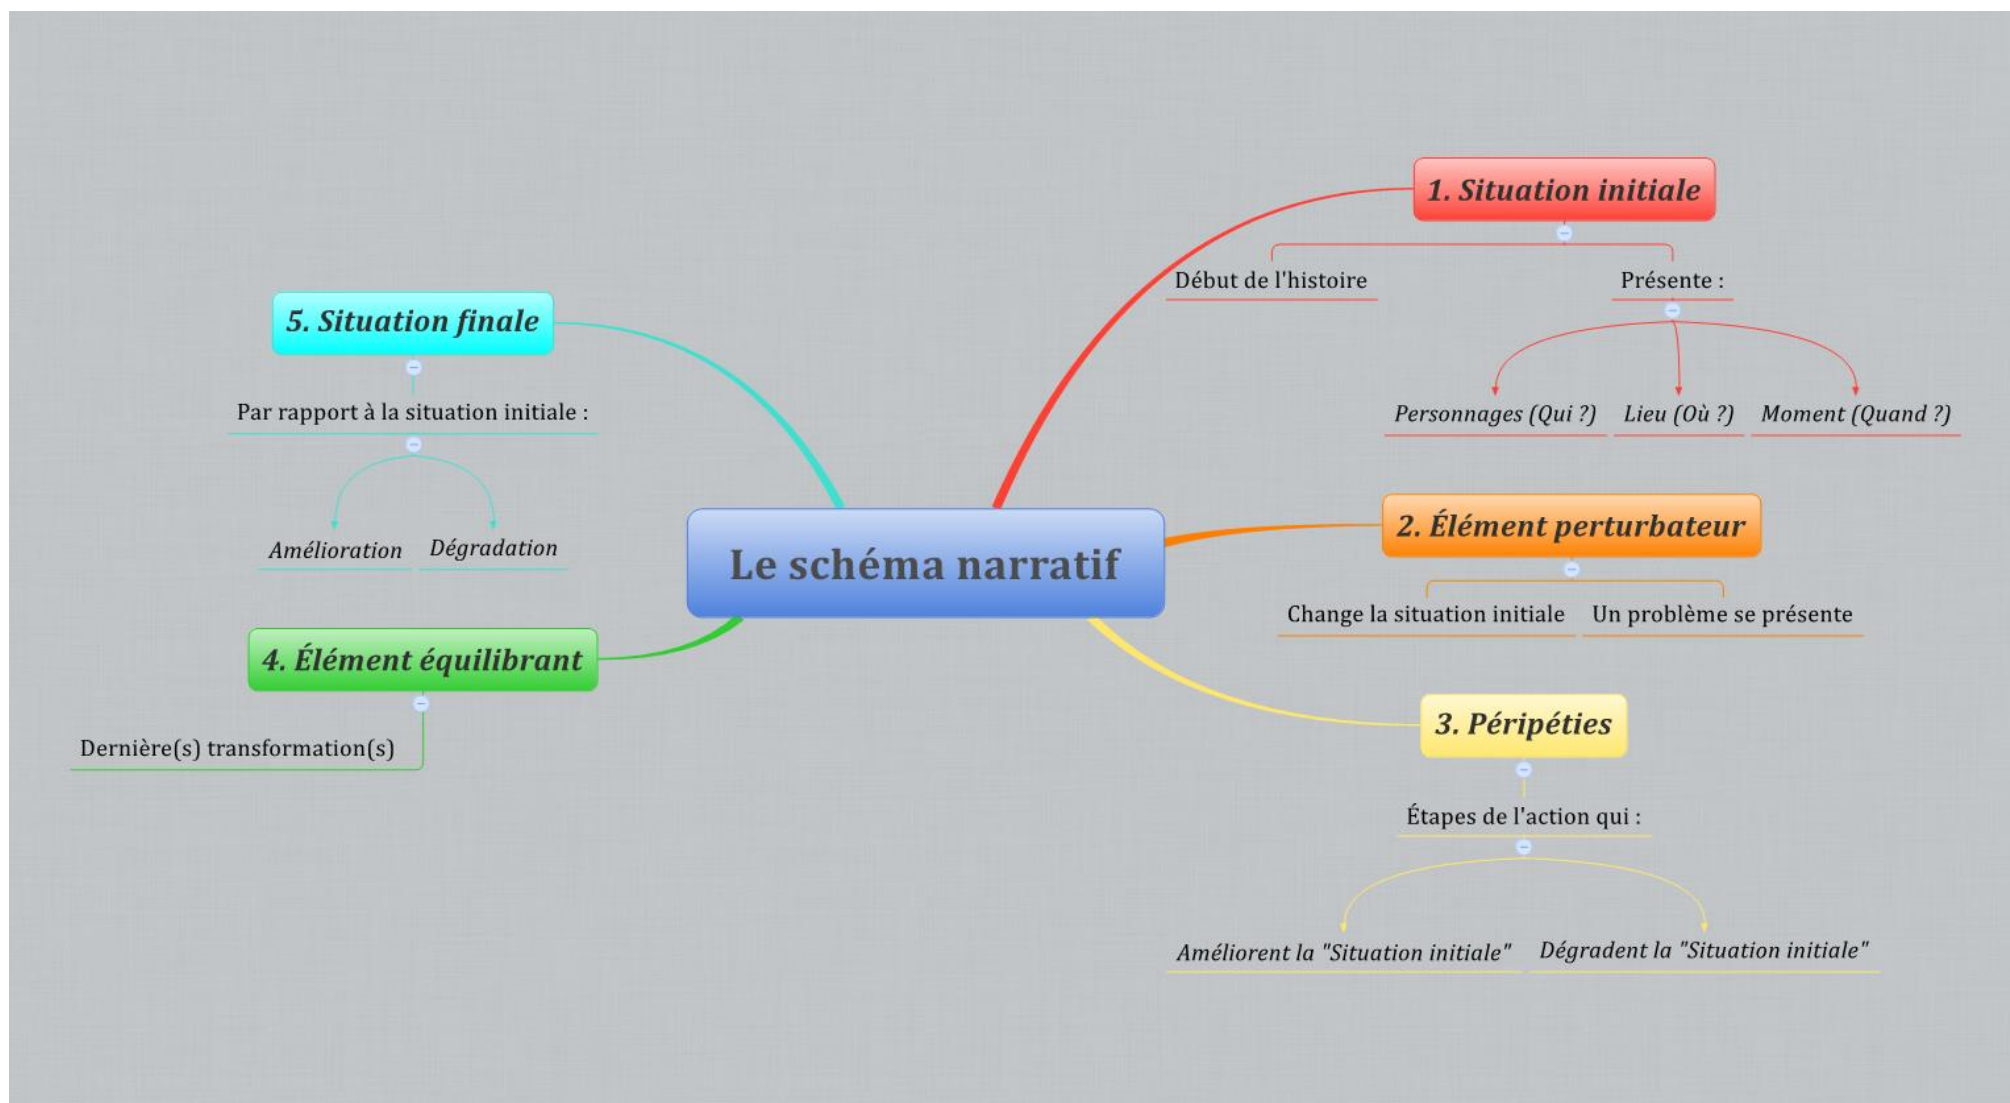 Le schéma narratif
1. Situation initiale
Début de l'histoire
Présente :
Personnages (Qui ?)
Lieu (Où ?)
Moment (Quand ?)
2. Élément perturbateur
Change la situation initiale
Un problème se présente
3. Péripéties
Étapes de l'action qui :
Améliorent la "Situation initiale"
Dégradent la "Situation initiale"
4. Élément équilibrant
Dernière(s) transformation(s)
5. Situation finale
Par rapport à la situation initiale :
Amélioration
Dégradation